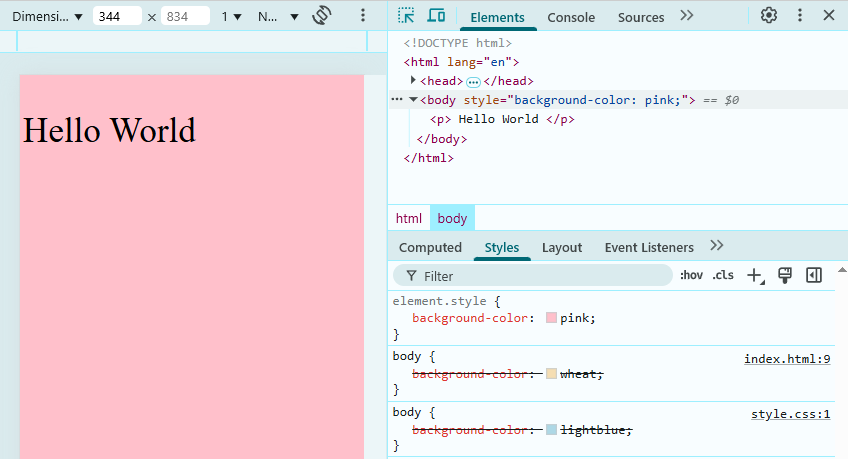 Dimensi... 344 × 834 1 N...
Elements Console Sources
Hello World
<!DOCTYPE html>
<html lang="en">
<head> ... </head>
... <body style="background-color: pink;"> == $0
<p> Hello World </p>
</body>
</html>
html body
Computed Styles Layout Event Listeners
Filter :hov .cls
element.style {
background-color: pink;
}
body { index.html:9
background-color: wheat;
}
body { style.css:1
background-color: lightblue;
}